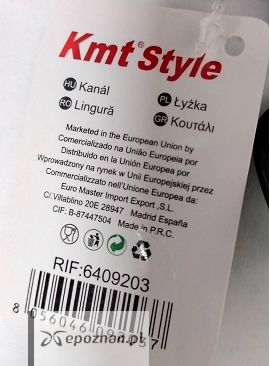 Kmt® Style
HU Kanál
PL Łyżka
RO Lingură
GR Κουτάλι
Marketed in the European Union by
Comercializado na União Europeia por
Distribuido en la Unión Europea por
Wprowadzony na rynek w Unii Europejskiej przez
Commercializzato nell'Unione Europea da:
Euro Master Import Export .S.L.
C/.Villablino 20E 28947 Madrid España
CIF: B-87447504 Made in P.R.C.
RIF:6409203
epoznan.pl